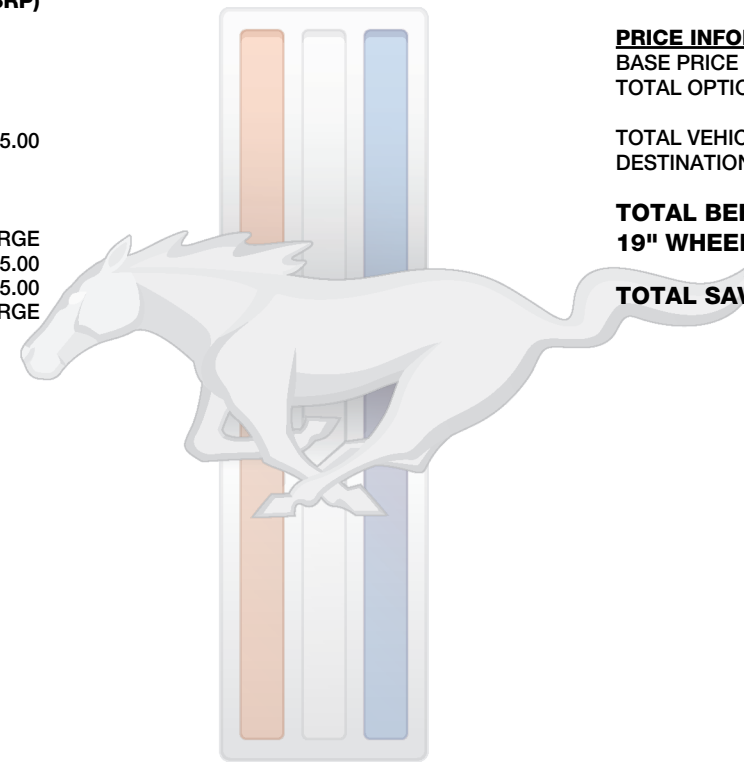 RP)
5.00
RGE
5.00
5.00
RGE
PRICE INFO
BASE PRICE
TOTAL OPTIO
TOTAL VEHIC
DESTINATION
TOTAL BE
19" WHEE
TOTAL SAV